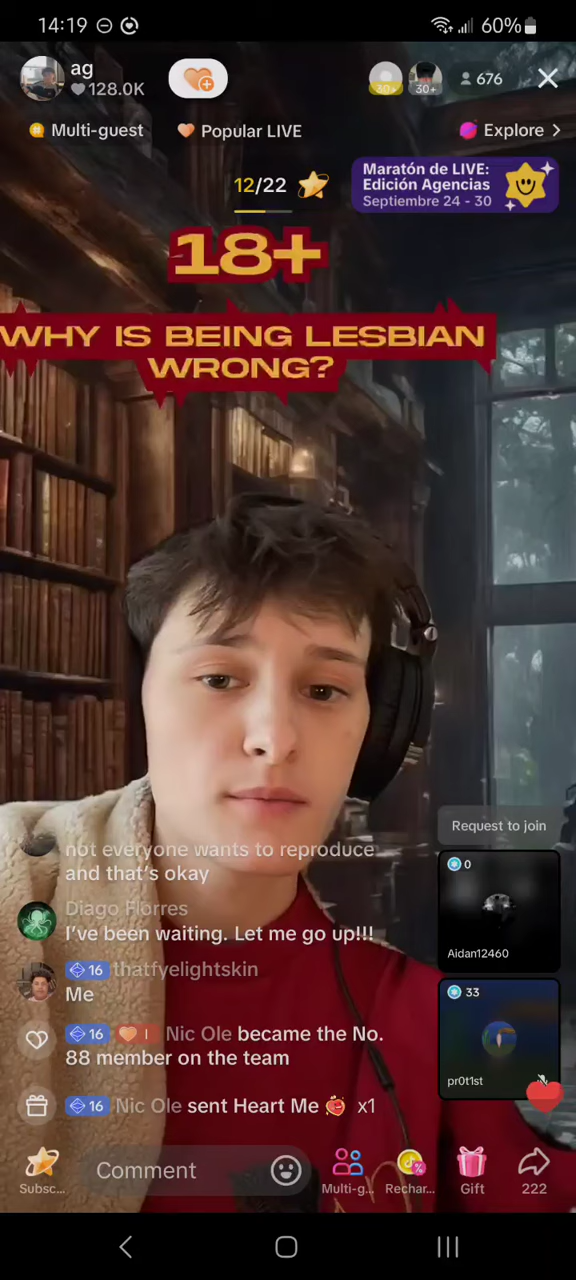 14:19
60%
ag
128.0K
30+
30+
676
Multi-guest
Popular LIVE
Explore >
12/22
Maratón de LIVE:
Edición Agencias
Septiembre 24 - 30
18+
WHY IS BEING LESBIAN
WRONG?
Request to join
not everyone wants to reproduce
and that's okay
0
Diago Florres
I've been waiting. Let me go up!!!
Aidan12460
16 thatfyelightskin
Me
33
16 I Nic Ole became the No.
88 member on the team
pr0t1st
16 Nic Ole sent Heart Me x1
Comment
Subsc...
Multi-g...
Rechar...
Gift
222